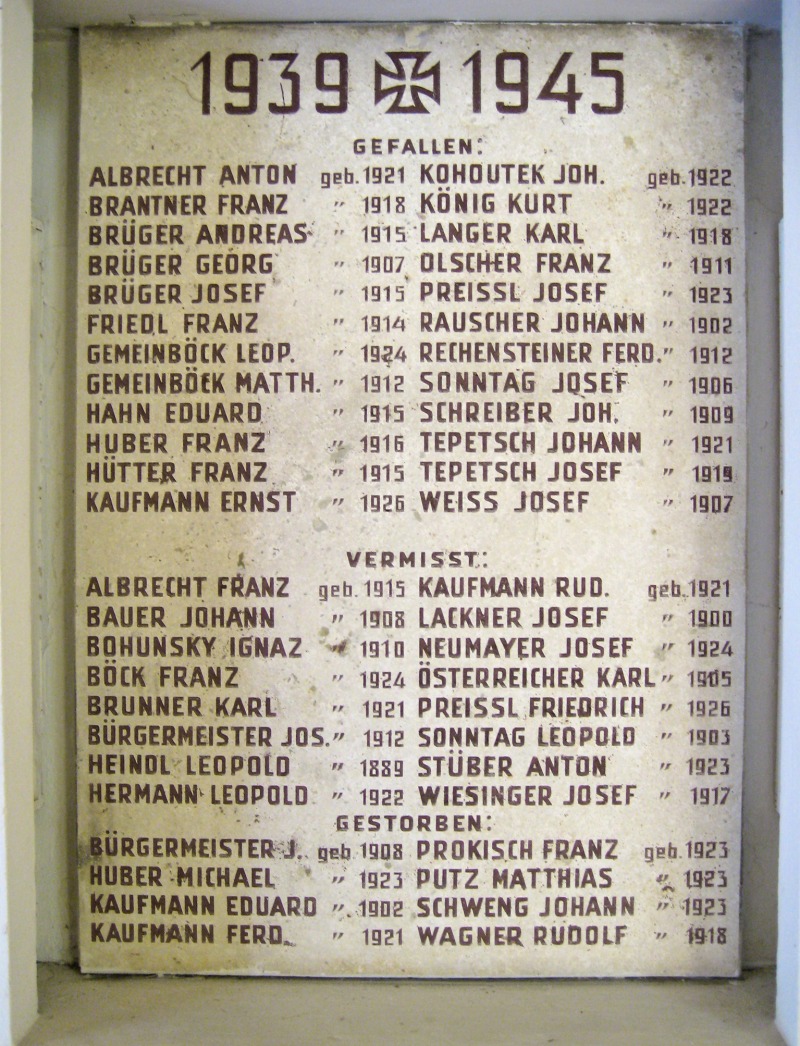 1939 1945
GEFALLEN:
ALBRECHT ANTON geb. 1921 KOHOUTEK JOH. geb. 1922
BRANTNER FRANZ " 1918 KÖNIG KURT " 1922
BRÜGER ANDREAS " 1915 LANGER KARL " 1918
BRÜGER GEORG " 1907 OLSCHER FRANZ " 1911
BRÜGER JOSEF " 1915 PREISSL JOSEF " 1923
FRIEDL FRANZ " 1914 RAUSCHER JOHANN " 1902
GEMEINBÖCK LEOP. " 1924 RECHENSTEINER FERD. " 1912
GEMEINBÖCK MATTH. " 1912 SONNTAG JOSEF " 1906
HAHN EDUARD " 1915 SCHREIBER JOH. " 1909
HUBER FRANZ " 1916 TEPETSCH JOHANN " 1921
HÜTTER FRANZ " 1915 TEPETSCH JOSEF " 1919
KAUFMANN ERNST " 1926 WEISS JOSEF " 1907
VERMISST:
ALBRECHT FRANZ geb. 1915 KAUFMANN RUD. geb. 1921
BAUER JOHANN " 1908 LACKNER JOSEF " 1900
BOHUNSKY IGNAZ " 1910 NEUMAYER JOSEF " 1924
BÖCK FRANZ " 1924 ÖSTERREICHER KARL " 1905
BRUNNER KARL " 1921 PREISSL FRIEDRICH " 1926
BÜRGERMEISTER JOS. " 1912 SONNTAG LEOPOLD " 1903
HEINDL LEOPOLD " 1889 STÜBER ANTON " 1923
HERMANN LEOPOLD " 1922 WIESINGER JOSEF " 1917
GESTORBEN:
BÜRGERMEISTER J. geb. 1908 PROKISCH FRANZ geb. 1923
HUBER MICHAEL " 1923 PUTZ MATTHIAS " 1923
KAUFMANN EDUARD " 1902 SCHWENG JOHANN " 1923
KAUFMANN FERD. " 1921 WAGNER RUDOLF " 1918